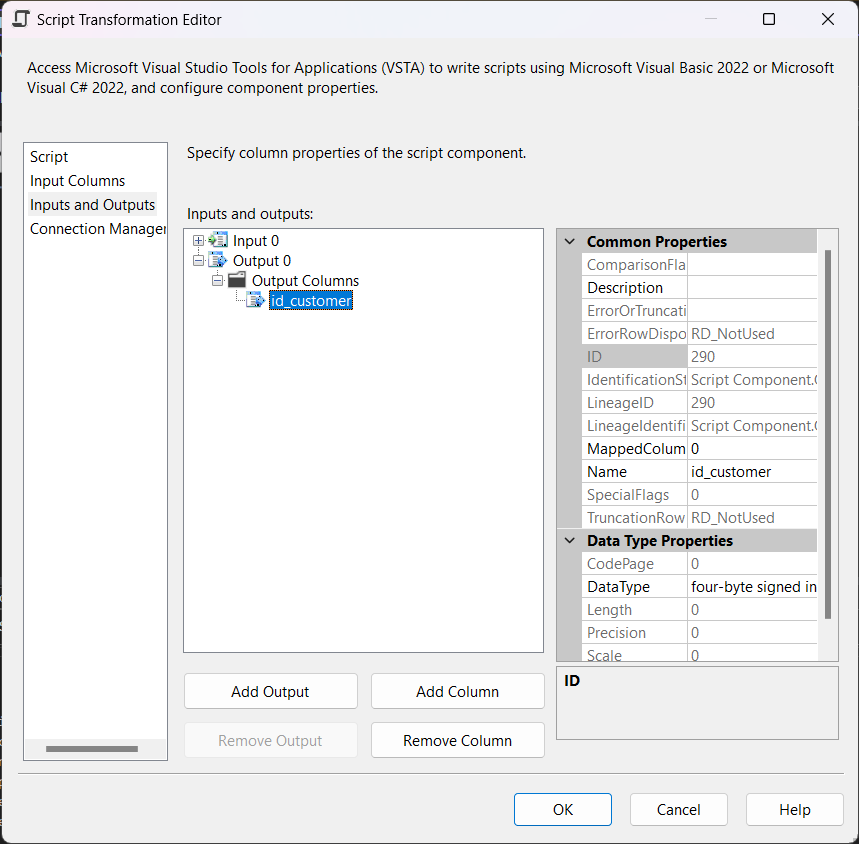 Script Transformation Editor
Access Microsoft Visual Studio Tools for Applications (VSTA) to write scripts using Microsoft Visual Basic 2022 or Microsoft
Visual C# 2022, and configure component properties.
Script
Input Columns
Inputs and Outputs
Connection Manager
Specify column properties of the script component.
Inputs and outputs:
Input 0
Output 0
Output Columns
id_customer
Common Properties
ComparisonFla
Description
ErrorOrTruncati
ErrorRowDispo RD_NotUsed
ID 290
IdentificationSt Script Component.
LineageID 290
LineageIdentifi Script Component.
MappedColum 0
Name id_customer
SpecialFlags 0
TruncationRow RD_NotUsed
Data Type Properties
CodePage 0
DataType four-byte signed in
Length 0
Precision 0
Scale 0
Add Output
Add Column
Remove Output
Remove Column
ID
OK
Cancel
Help